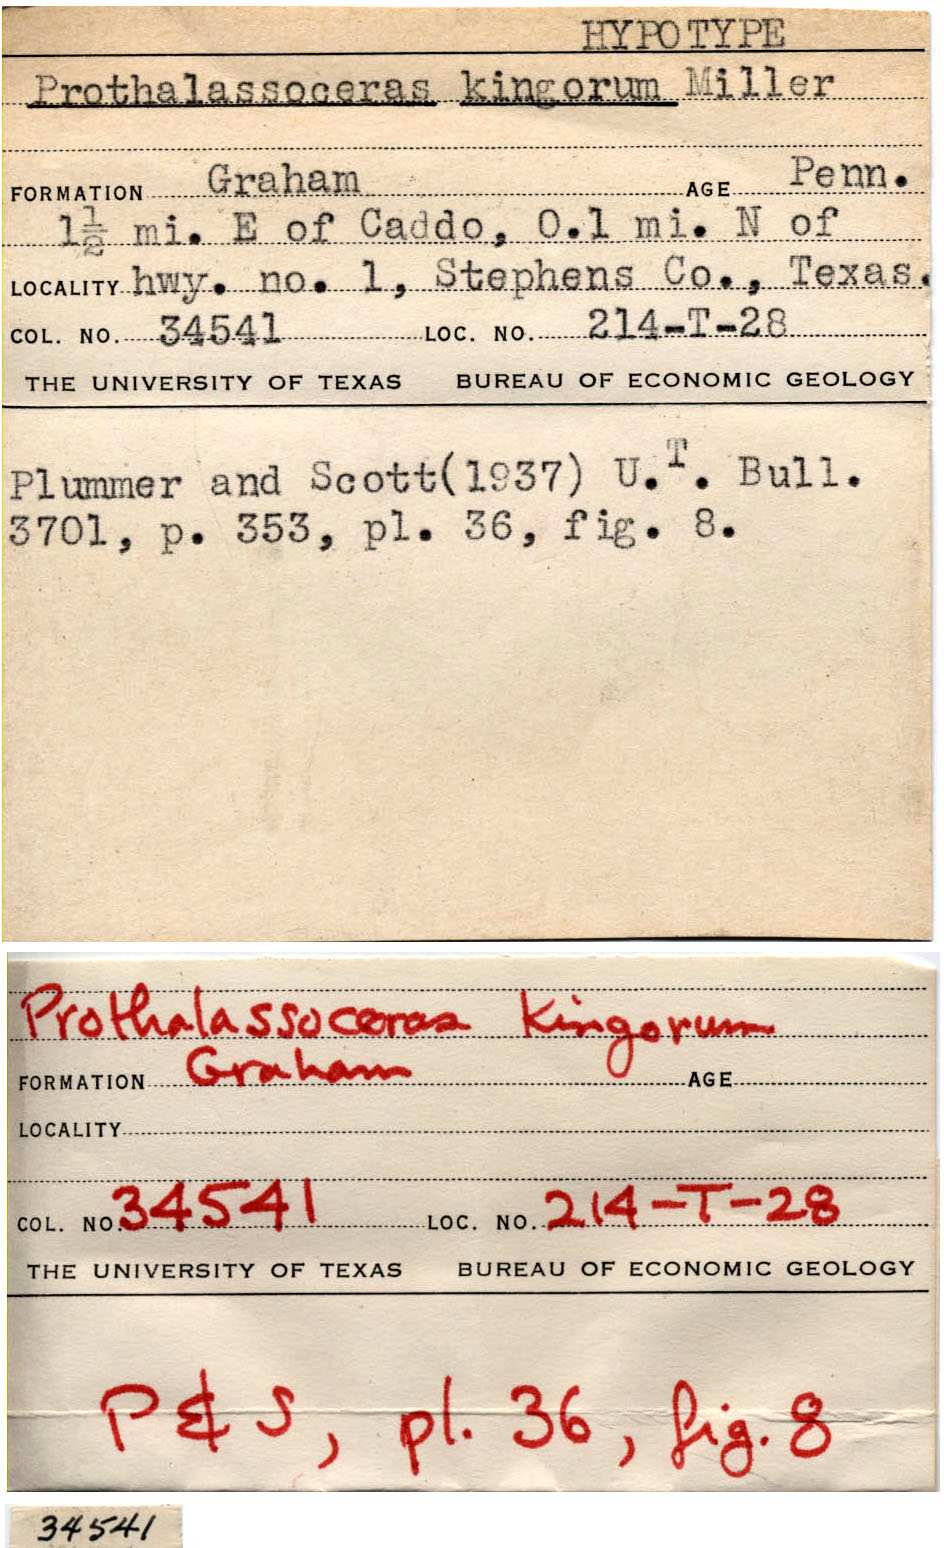 HYPOTYPE
Prothalassoceras kingorum Miller
FORMATION Graham AGE Penn.
1½ mi. E of Caddo, 0.1 mi. N of
LOCALITY hwy. no. 1, Stephens Co., Texas.
COL. NO. 34541 LOC. NO. 214-T-28
THE UNIVERSITY OF TEXAS BUREAU OF ECONOMIC GEOLOGY
Plummer and Scott(1937) U.T. Bull.
3701, p. 353, pl. 36, fig. 8.
Prothalassoceras kingorum
FORMATION Graham AGE
LOCALITY
COL. NO. 34541 LOC. NO. 214-T-28
THE UNIVERSITY OF TEXAS BUREAU OF ECONOMIC GEOLOGY
P & S, pl. 36, fig. 8
34541